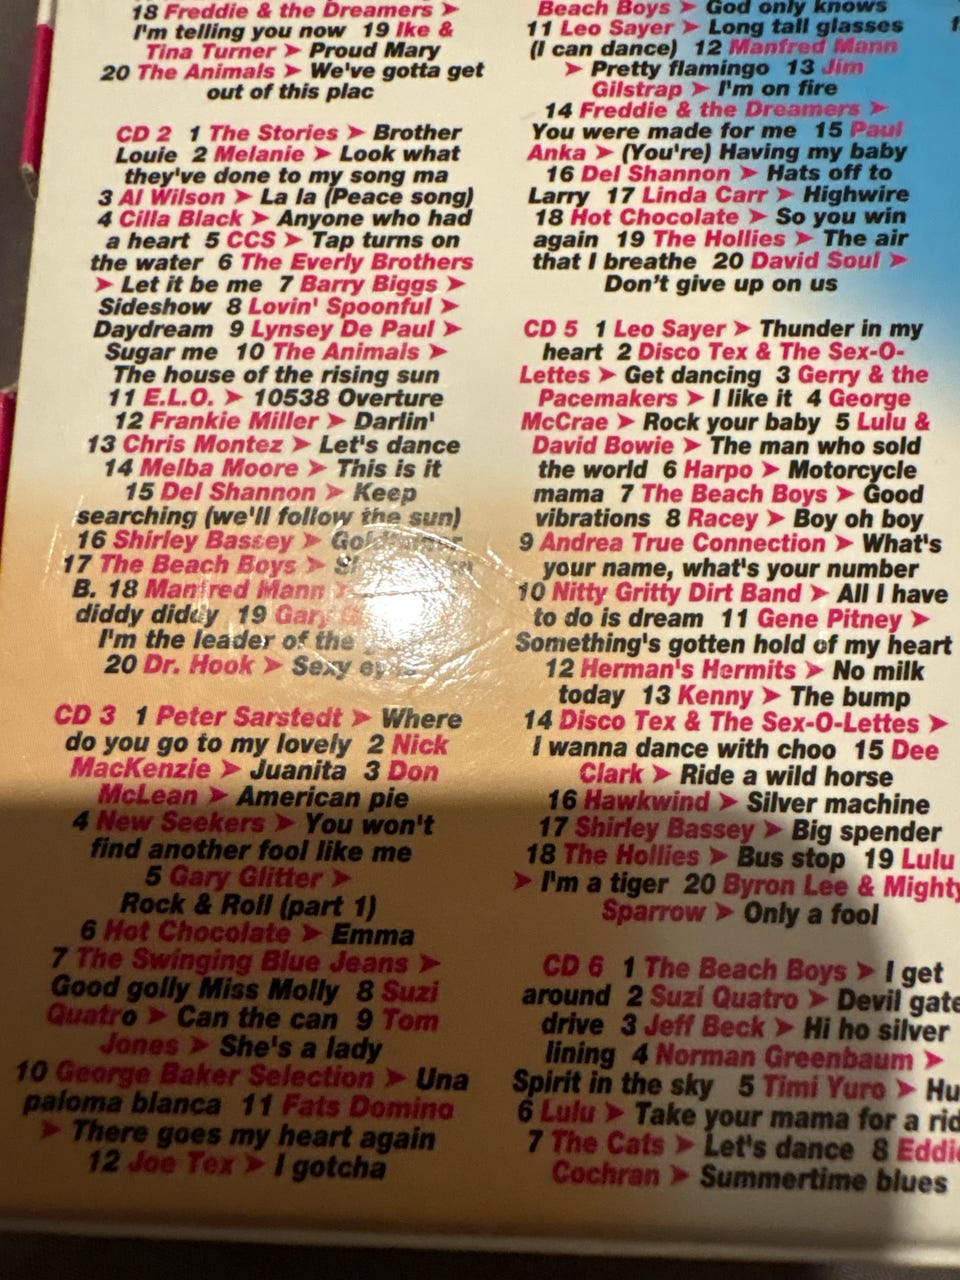 18 Freddie & the Dreamers ➤
I'm telling you now 19 Ike &
Tina Turner ➤ Proud Mary
20 The Animals ➤ We've gotta get
out of this plac
CD 2 1 The Stories ➤ Brother
Louie 2 Melanie ➤ Look what
they've done to my song ma
3 Al Wilson ➤ La la (Peace song)
4 Cilla Black ➤ Anyone who had
a heart 5 CCS ➤ Tap turns on
the water 6 The Everly Brothers
➤ Let it be me 7 Barry Biggs ➤
Sideshow 8 Lovin' Spoonful ➤
Daydream 9 Lynsey De Paul ➤
Sugar me 10 The Animals ➤
The house of the rising sun
11 E.L.O. ➤ 10538 Overture
12 Frankie Miller ➤ Darlin'
13 Chris Montez ➤ Let's dance
14 Melba Moore ➤ This is it
15 Del Shannon ➤ Keep
searching (we'll follow the sun)
16 Shirley Bassey ➤
17 The Beach Boys ➤
B. 18 Manfred Mann
diddy diddy 19 Gary
I'm the leader of the
20 Dr. Hook ➤ Sexy
CD 3 1 Peter Sarstedt ➤ Where
do you go to my lovely 2 Nick
MacKenzie ➤ Juanita 3 Don
McLean ➤ American pie
4 New Seekers ➤ You won't
find another fool like me
5 Gary Glitter ➤
Rock & Roll (part 1)
6 Hot Chocolate ➤ Emma
7 The Swinging Blue Jeans ➤
Good golly Miss Molly 8 Suzi
Quatro ➤ Can the can 9 Tom
Jones ➤ She's a lady
10 George Baker Selection ➤ Una
paloma blanca 11 Fats Domino
➤ There goes my heart again
12 Joe Tex ➤ I gotcha
Beach Boys ➤ God only knows
11 Leo Sayer ➤ Long tall glasses
(I can dance) 12 Manfred Mann
➤ Pretty flamingo 13 Jim
Gilstrap ➤ I'm on fire
14 Freddie & the Dreamers ➤
You were made for me 15 Paul
Anka ➤ (You're) Having my baby
16 Del Shannon ➤ Hats off to
Larry 17 Linda Carr ➤ Highwire
18 Hot Chocolate ➤ So you win
again 19 The Hollies ➤ The air
that I breathe 20 David Soul ➤
Don't give up on us
CD 5 1 Leo Sayer ➤ Thunder in my
heart 2 Disco Tex & The Sex-O-
Lettes ➤ Get dancing 3 Gerry & the
Pacemakers ➤ I like it 4 George
McCrae ➤ Rock your baby 5 Lulu &
David Bowie ➤ The man who sold
the world 6 Harpo ➤ Motorcycle
mama 7 The Beach Boys ➤ Good
vibrations 8 Racey ➤ Boy oh boy
9 Andrea True Connection ➤ What's
your name, what's your number
10 Nitty Gritty Dirt Band ➤ All I have
to do is dream 11 Gene Pitney ➤
Something's gotten hold of my heart
12 Herman's Hermits ➤ No milk
today 13 Kenny ➤ The bump
14 Disco Tex & The Sex-O-Lettes ➤
I wanna dance with choo 15 Dee
Clark ➤ Ride a wild horse
16 Hawkwind ➤ Silver machine
17 Shirley Bassey ➤ Big spender
18 The Hollies ➤ Bus stop 19 Lulu
➤ I'm a tiger 20 Byron Lee & Mighty
Sparrow ➤ Only a fool
CD 6 1 The Beach Boys ➤ I get
around 2 Suzi Quatro ➤ Devil gate
drive 3 Jeff Beck ➤ Hi ho silver
lining 4 Norman Greenbaum ➤
Spirit in the sky 5 Timi Yuro ➤ Hu
6 Lulu ➤ Take your mama for a rid
7 The Cats ➤ Let's dance 8 Eddie
Cochran ➤ Summertime blues